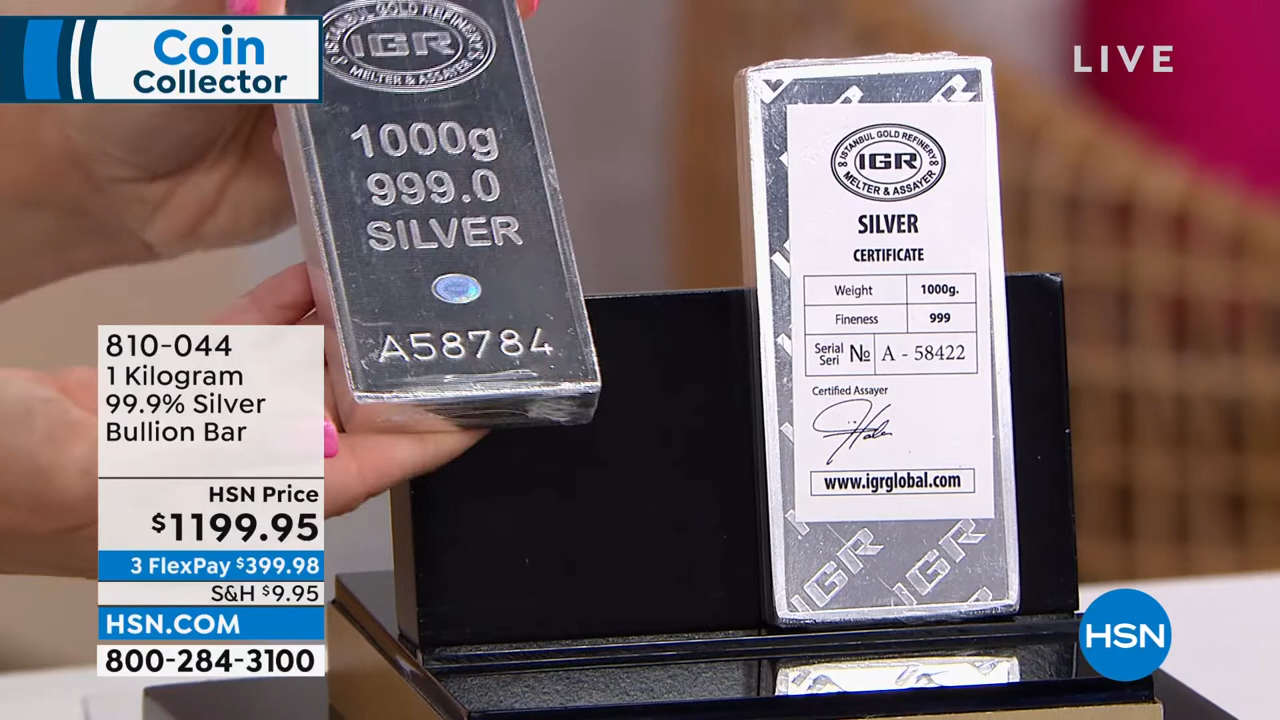 Coin
Collector
LIVE
ISTANBUL GOLD REFINERY
IGR
MELTER & ASSAYER
1000g
999.0
SILVER
A58784
ISTANBUL GOLD REFINERY
IGR
MELTER & ASSAYER
SILVER
CERTIFICATE
Weight 1000g.
Fineness 999
Serial
Seri № A - 58422
Certified Assayer
www.igrglobal.com
IGR
IGR
810-044
1 Kilogram
99.9% Silver
Bullion Bar
HSN Price
$1199.95
3 FlexPay $399.98
S&H $9.95
HSN.COM
800-284-3100
HSN